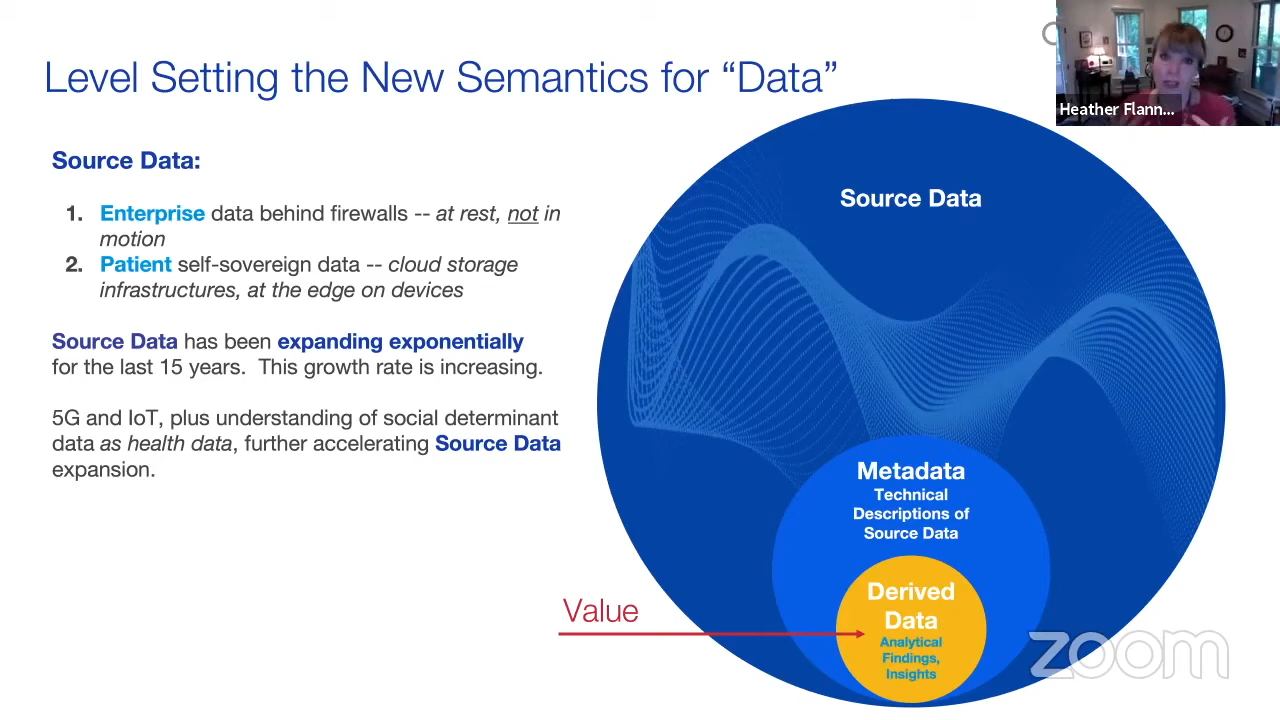 Level Setting the New Semantics for “Data”
Heather Flann...
Source Data:
1. Enterprise data behind firewalls -- at rest, not in
motion
2. Patient self-sovereign data -- cloud storage
infrastructures, at the edge on devices
Source Data has been expanding exponentially
for the last 15 years. This growth rate is increasing.
5G and IoT, plus understanding of social determinant
data as health data, further accelerating Source Data
expansion.
Source Data
Metadata
Technical
Descriptions of
Source Data
Value
Derived
Data
Analytical
Findings,
Insights
zoom